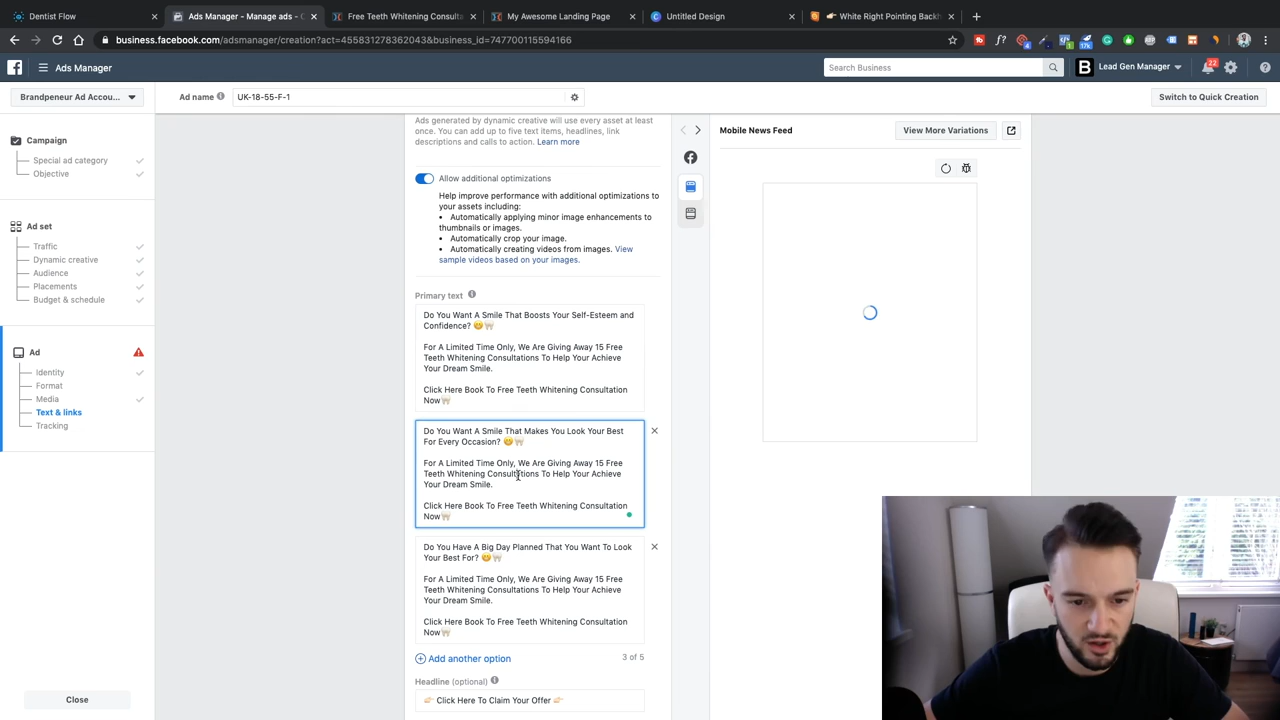 Dentist Flow
Ads Manager - Manage ads - C
Free Teeth Whitening Consulta
My Awesome Landing Page
Untitled Design
White Right Pointing Backh
business.facebook.com/adsmanager/creation?act=455831278362043&business_id=747700115594166
Ads Manager
Search Business
B
Lead Gen Manager
22
Brandpeneur Ad Accou...
Ad name
UK-18-55-F-1
Switch to Quick Creation
Campaign
Special ad category
Objective
Ad set
Traffic
Dynamic creative
Audience
Placements
Budget & schedule
Ad
Identity
Format
Media
Text & links
Tracking
Close
Ads generated by dynamic creative will use every asset at least
once. You can add up to five text items, headlines, link
descriptions and calls to action. Learn more
Allow additional optimizations
Help improve performance with additional optimizations to
your assets including:
• Automatically applying minor image enhancements to
thumbnails or images.
• Automatically crop your image.
• Automatically creating videos from images. View
sample videos based on your images.
Primary text
Do You Want A Smile That Boosts Your Self-Esteem and
Confidence? 😁🦷
For A Limited Time Only, We Are Giving Away 15 Free
Teeth Whitening Consultations To Help Your Achieve
Your Dream Smile.
Click Here Book To Free Teeth Whitening Consultation
Now🦷
Do You Want A Smile That Makes You Look Your Best
For Every Occasion? 😁🦷
For A Limited Time Only, We Are Giving Away 15 Free
Teeth Whitening Consultations To Help Your Achieve
Your Dream Smile.
Click Here Book To Free Teeth Whitening Consultation
Now🦷
Do You Have A Big Day Planned That You Want To Look
Your Best For? 😁🦷
For A Limited Time Only, We Are Giving Away 15 Free
Teeth Whitening Consultations To Help Your Achieve
Your Dream Smile.
Click Here Book To Free Teeth Whitening Consultation
Now🦷
Add another option
3 of 5
Headline (optional)
👉🏻 Click Here To Claim Your Offer 👉🏻
Mobile News Feed
View More Variations